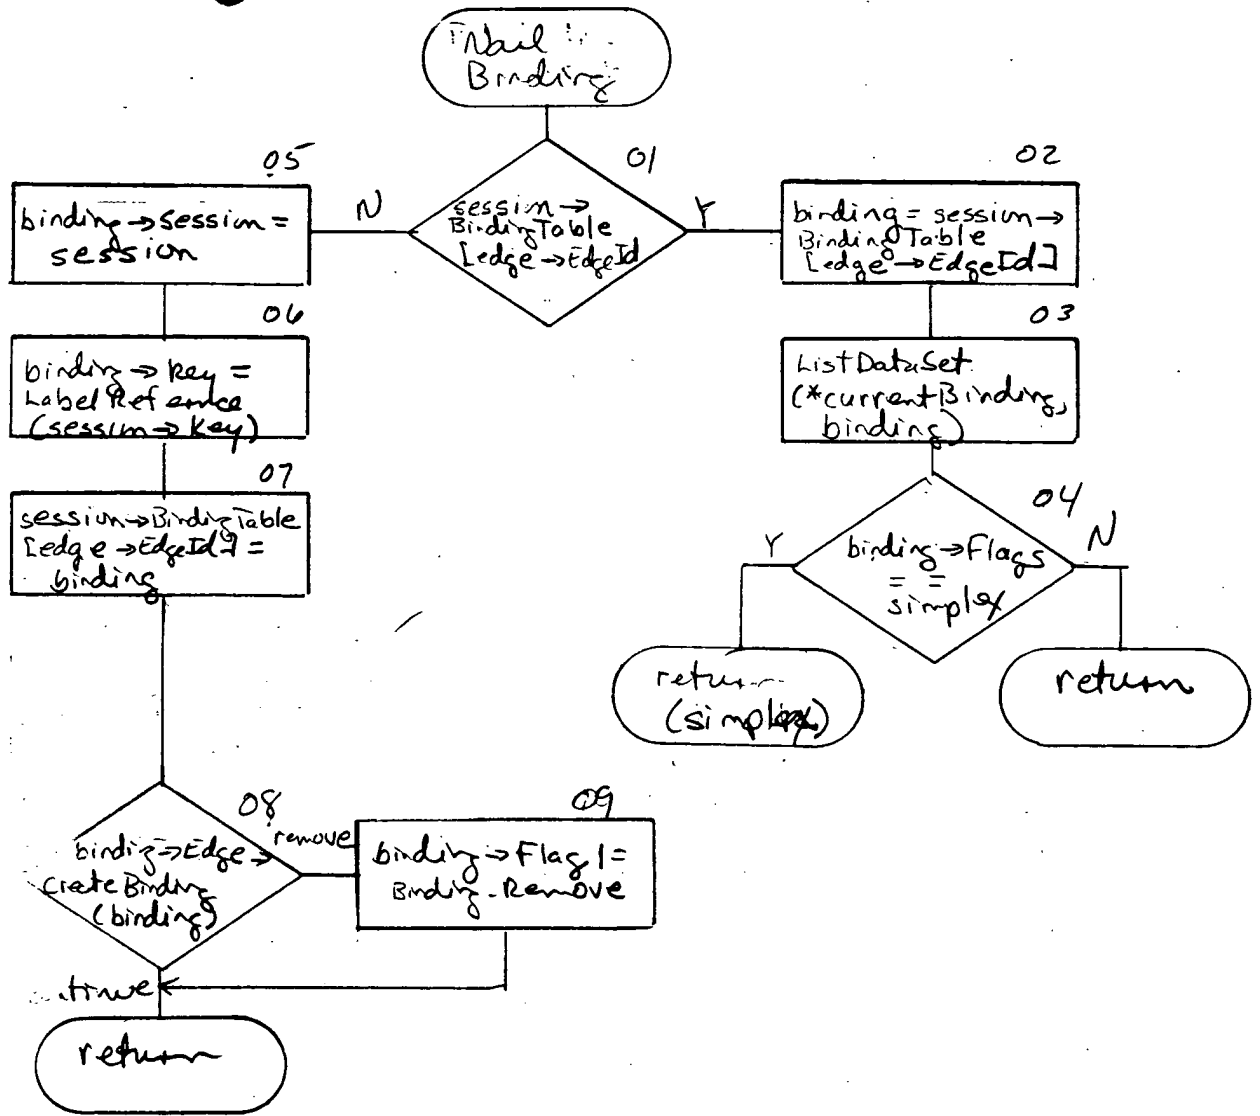 Nail
Binding
01
session→
BindingTable
[edge→EdgeId
N
Y
05
binding→session=
session
06
binding→key=
LabelReference
(session→key)
07
session→BindingTable
[edge→EdgeId]=
binding
02
binding=session→
BindingTable
[edge→EdgeId]
03
ListDataSet
(*currentBinding,
binding)
04
binding→Flags
==
simplex
Y
N
return
(simplex)
return
08
binding→Edge→
CreateBinding
(binding)
remove
09
binding→Flag|=
Binding-Remove
return